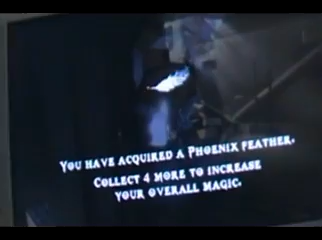 You have acquired a Phoenix feather.
Collect 4 more to increase
your overall magic.